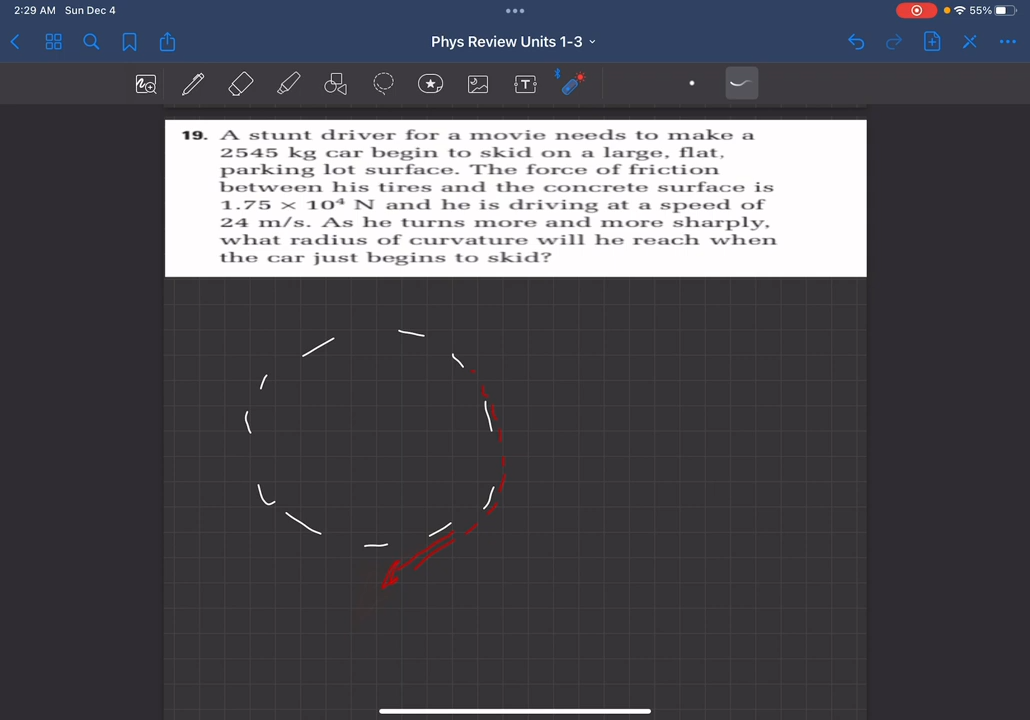 2:29 AM Sun Dec 4
55%
Phys Review Units 1-3
T
19. A stunt driver for a movie needs to make a
2545 kg car begin to skid on a large, flat,
parking lot surface. The force of friction
between his tires and the concrete surface is
1.75 × 10⁴ N and he is driving at a speed of
24 m/s. As he turns more and more sharply,
what radius of curvature will he reach when
the car just begins to skid?